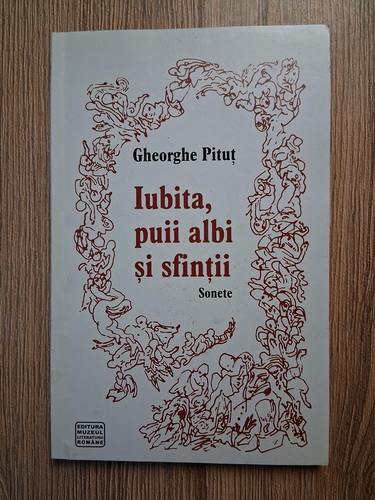 Gheorghe Pituț
Iubita,
puii albi
și sfinții
Sonete
EDITURA
MUZEUL
LITERATURII
ROMÂNE